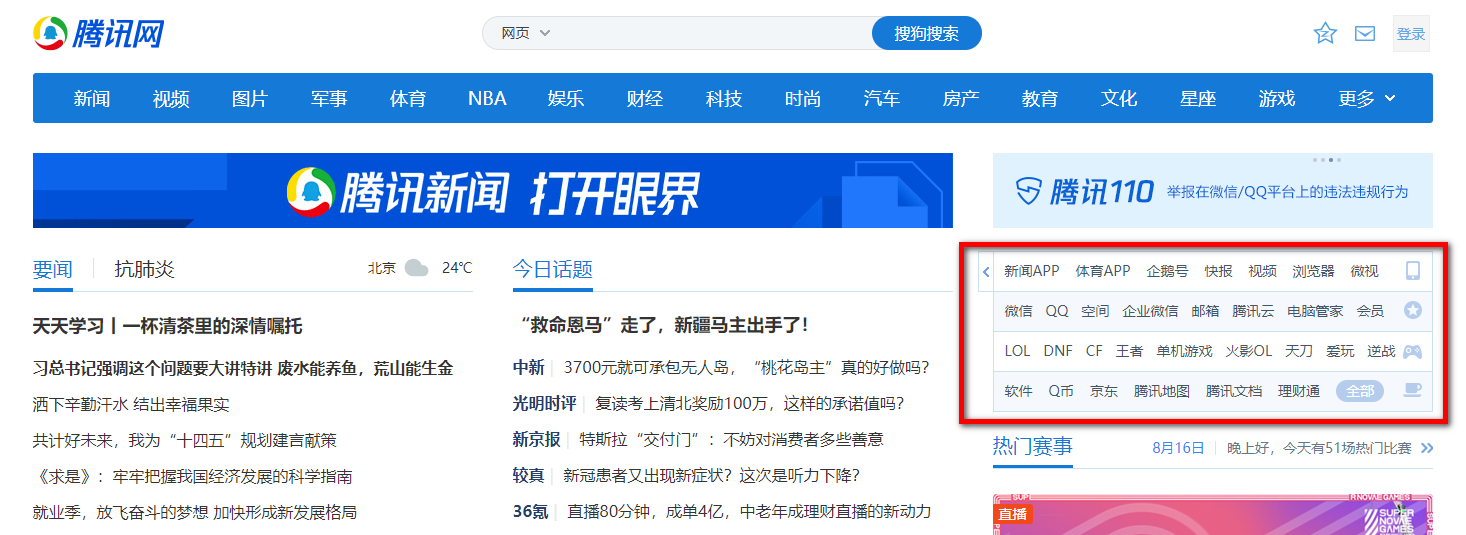 腾讯网
网页
搜狗搜索
登录
新闻 视频 图片 军事 体育 NBA 娱乐 财经 科技 时尚 汽车 房产 教育 文化 星座 游戏 更多
腾讯新闻 打开眼界
腾讯110 举报在微信/QQ平台上的违法违规行为
要闻 抗肺炎 北京 24℃
天天学习丨一杯清茶里的深情嘱托
习总书记强调这个问题要大讲特讲 废水能养鱼，荒山能生金
洒下辛勤汗水 结出幸福果实
共计好未来，我为“十四五”规划建言献策
《求是》：牢牢把握我国经济发展的科学指南
就业季，放飞奋斗的梦想 加快形成新发展格局
今日话题
“救命恩马”走了，新疆马主出手了！
中新 3700元就可承包无人岛，“桃花岛主”真的好做吗？
光明时评 复读考上清北奖励100万，这样的承诺值吗？
新京报 特斯拉“交付门”：不妨对消费者多些善意
较真 新冠患者又出现新症状？这次是听力下降？
36氪 直播80分钟，成单4亿，中老年成理财直播的新动力
新闻APP 体育APP 企鹅号 快报 视频 浏览器 微视
微信 QQ 空间 企业微信 邮箱 腾讯云 电脑管家 会员
LOL DNF CF 王者 单机游戏 火影OL 天刀 爱玩 逆战
软件 Q币 京东 腾讯地图 腾讯文档 理财通 全部
热门赛事 8月16日 晚上好，今天有51场热门比赛
直播
SUPER
NOVAE
GAMES